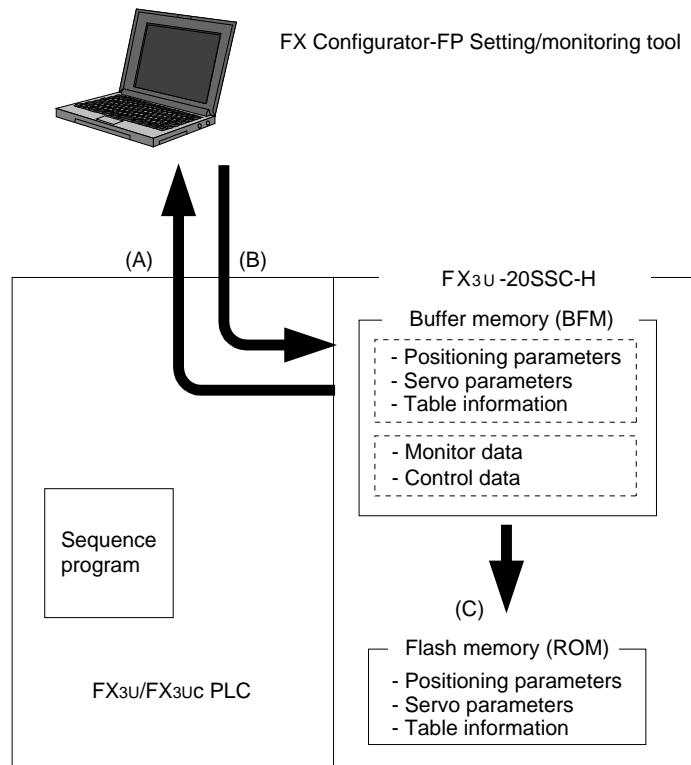 FX Configurator-FP Setting/monitoring tool
(A)
(B)
FX3U-20SSC-H
Buffer memory (BFM)
- Positioning parameters
- Servo parameters
- Table information
- Monitor data
- Control data
Sequence
program
(C)
Flash memory (ROM)
- Positioning parameters
- Servo parameters
- Table information
FX3U/FX3UC PLC